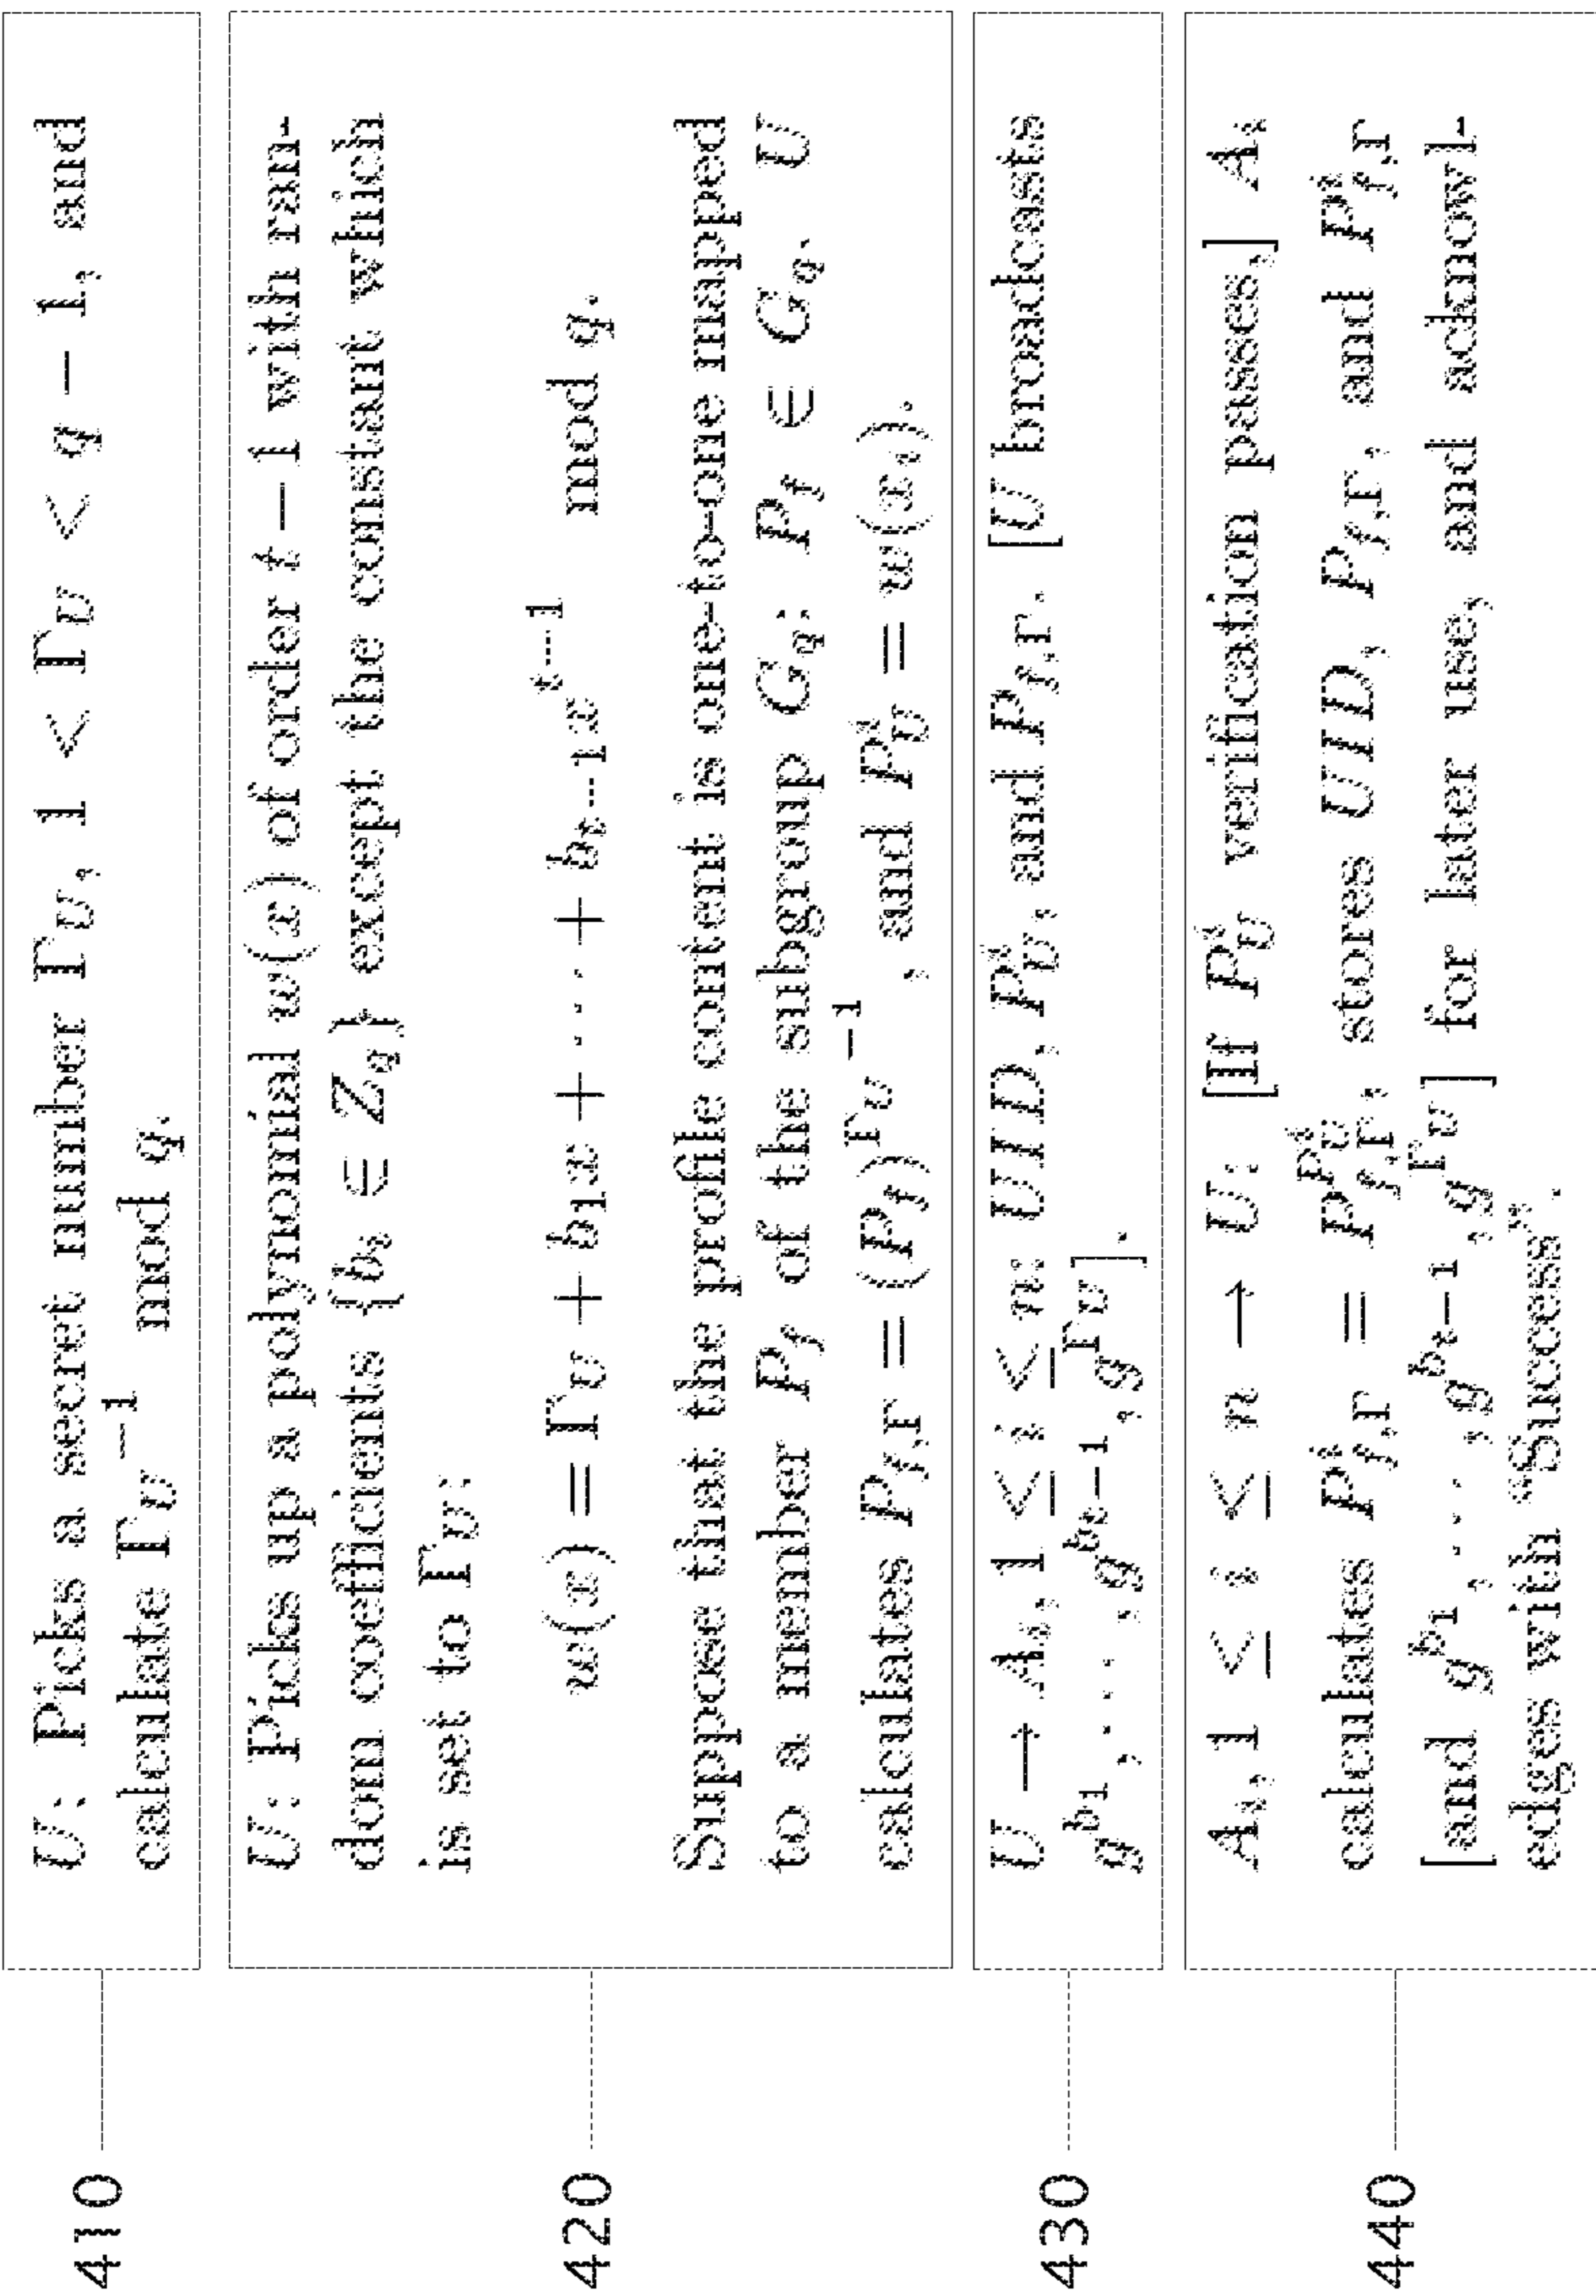 410
U: Picks a secret number Γ_U, 1 < Γ_U < q − 1, and
calculate Γ_U^{−1} mod q.
420
U: Picks up a polymonial w(x) of order t − 1 with ran-
dom coefficients {b_i ∈ Z_q} except the constant which
is set to Γ_U:
w(x) = Γ_U + b_1x + ... + b_{t−1}x^{t−1} mod q.
Suppose that the profile content is one-to-one mapped
to a member P_f of the subgroup G_q: P_f ∈ G_q. U
calculates P_{f,Γ} = (P_f)^{Γ_U^{−1}}, and P_U^i = w(x_i).
430
U → A_i, 1 ≤ i ≤ n: UID, P_U^i, and P_{f,Γ}. [U broadcasts
g^{b_1}, ..., g^{b_{t−1}}, g^{Γ_U}].
440
A_i, 1 ≤ i ≤ n → U: [If P_U^i verification passes,] A_i
calculates P_{f,Γ}^i = P_{f,Γ}^{P_U^i}, stores UID, P_{f,Γ}, and P_{f,Γ}^i
[and g^{b_1}, ..., g^{b_{t−1}}, g^{Γ_U}] for later use, and acknowl-
edges with "Success".